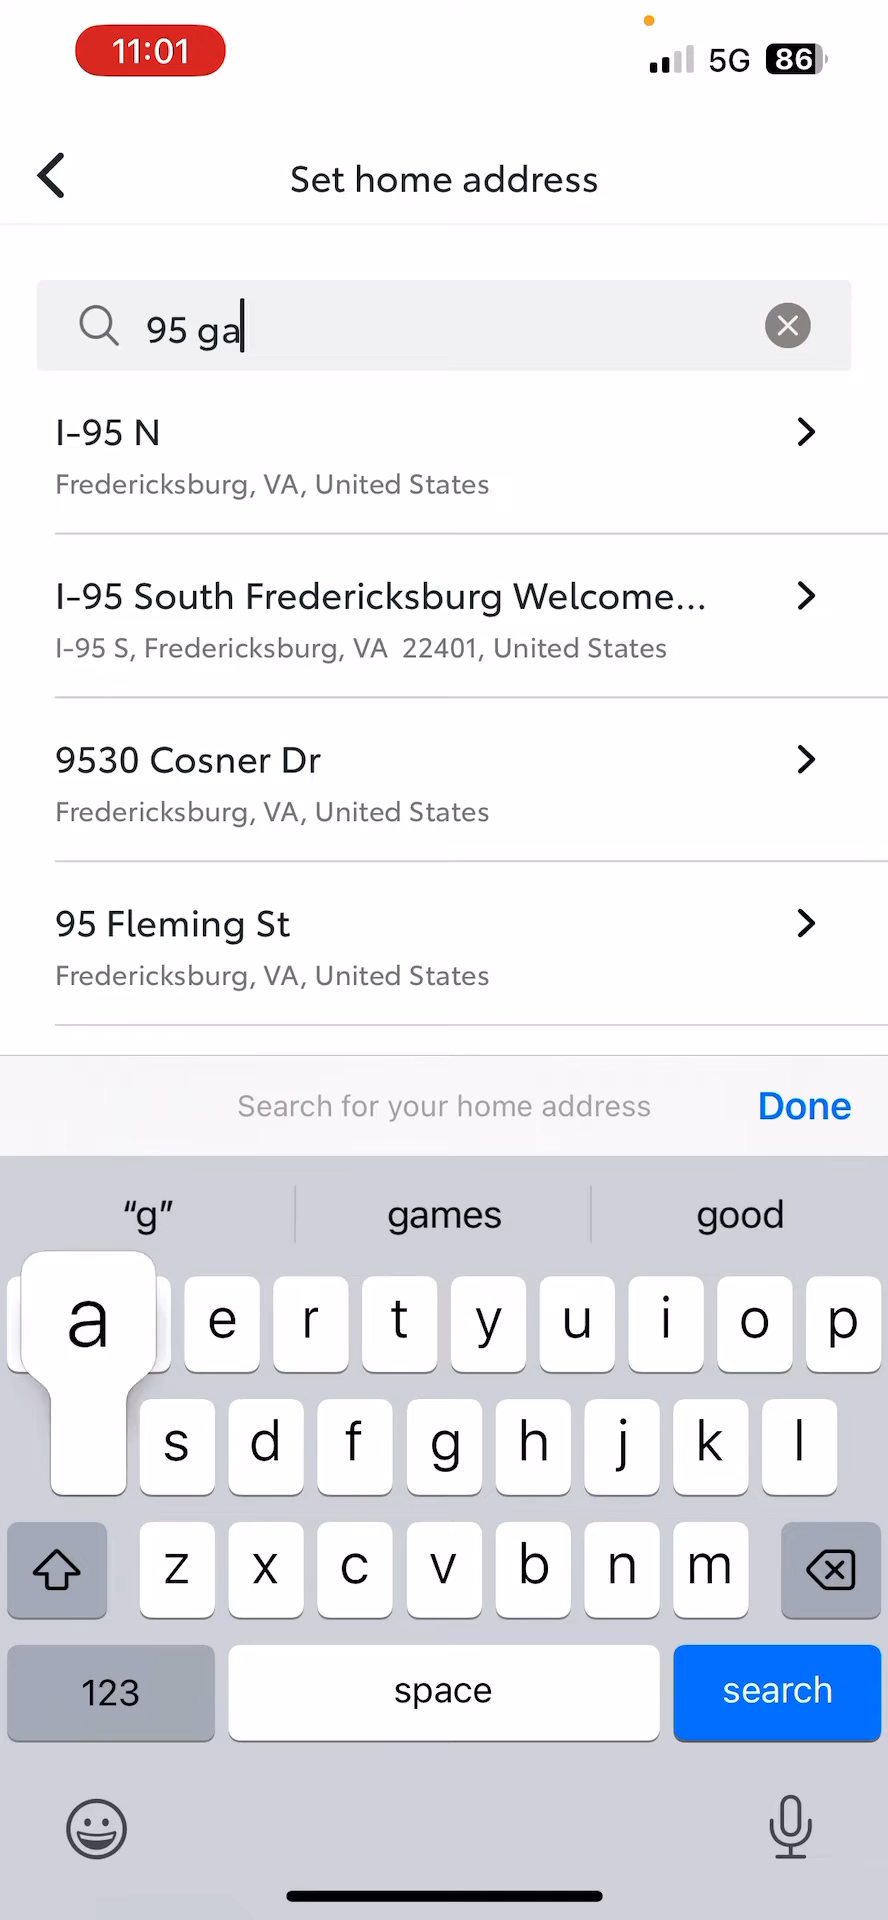 11:01
5G 86
Set home address
95 ga
I-95 N
Fredericksburg, VA, United States
I-95 South Fredericksburg Welcome...
I-95 S, Fredericksburg, VA 22401, United States
9530 Cosner Dr
Fredericksburg, VA, United States
95 Fleming St
Fredericksburg, VA, United States
Search for your home address Done
“g” games good
a e r t y u i o p
s d f g h j k l
z x c v b n m
123 space search